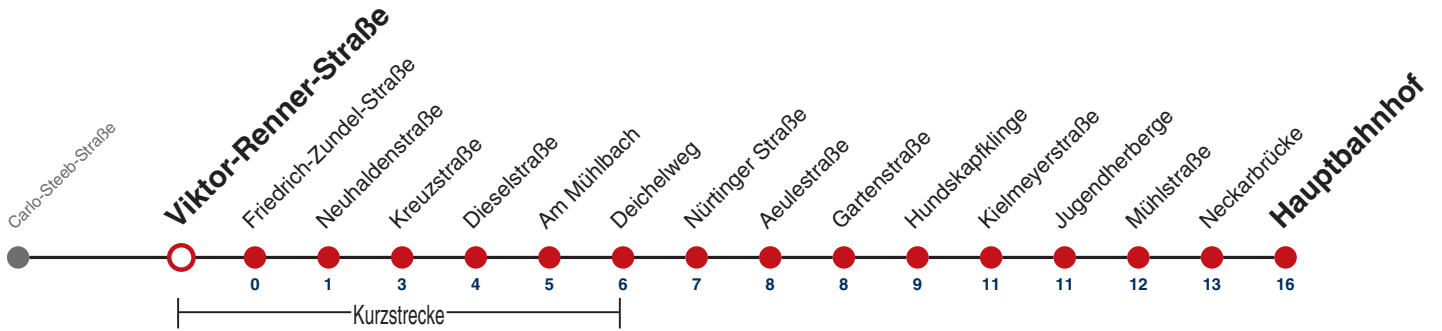 Carlo-Steeb-Straße
Viktor-Renner-Straße
Friedrich-Zundel-Straße
Neuhaldenstraße
Kreuzstraße
Dieselstraße
Am Mühlbach
Deichelweg
Nürtinger Straße
Aeulestraße
Gartenstraße
Hundskapfklinge
Kielmeyerstraße
Jugendherberge
Mühlstraße
Neckarbrücke
Hauptbahnhof
0 1 3 4 5 6 7 8 8 9 11 11 12 13 16
Kurzstrecke